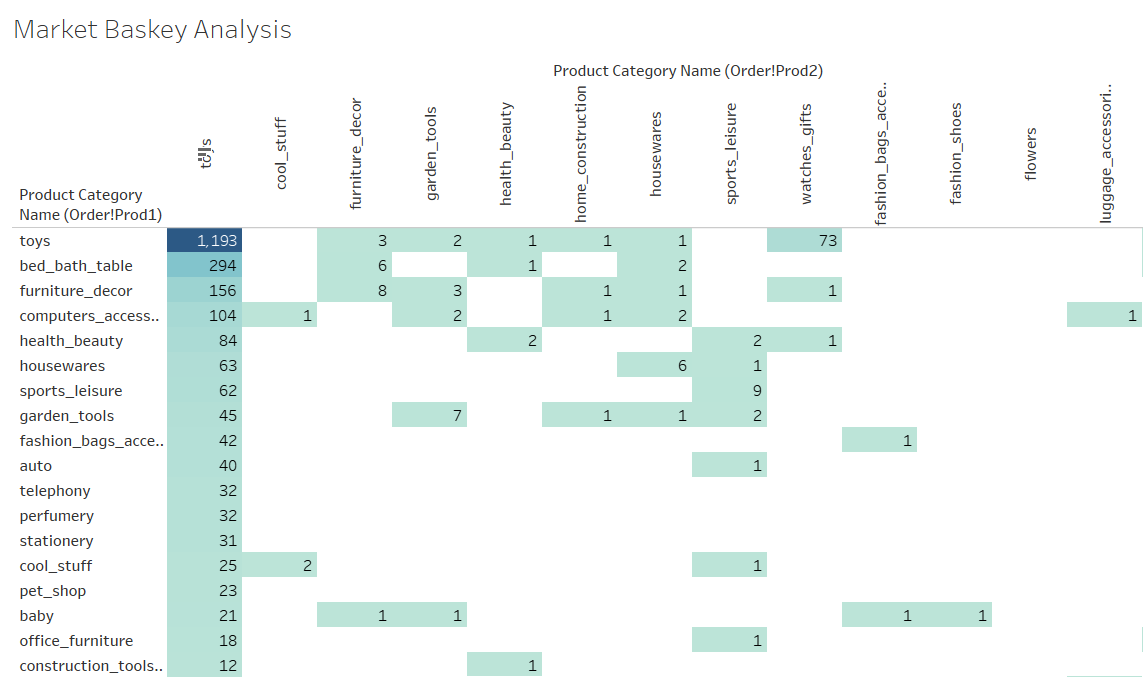 Market Baskey Analysis
Product Category Name (Order!Prod2)
Product Category
Name (Order!Prod1)
toys
cool_stuff
furniture_decor
garden_tools
health_beauty
home_construction
housewares
sports_leisure
watches_gifts
fashion_bags_acce..
fashion_shoes
flowers
luggage_accessori..
toys 1,193 3 2 1 1 1 73
bed_bath_table 294 6 1 2
furniture_decor 156 8 3 1 1 1
computers_access.. 104 1 2 1 2 1
health_beauty 84 2 2 1
housewares 63 6 1
sports_leisure 62 9
garden_tools 45 7 1 1 2
fashion_bags_acce.. 42 1
auto 40 1
telephony 32
perfumery 32
stationery 31
cool_stuff 25 2 1
pet_shop 23
baby 21 1 1 1 1
office_furniture 18 1
construction_tools.. 12 1